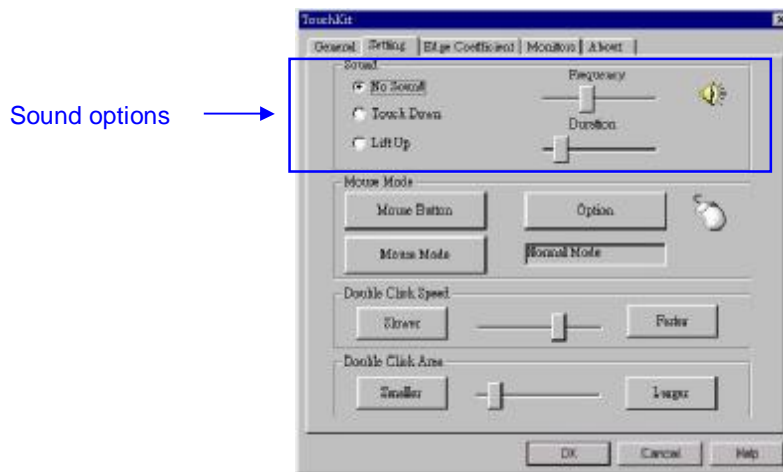 TouchKit
General Setting Edge Coefficient Monitors About
Sound
No Sound
Frequency
Touch Down
Duration
Lift Up
Sound options
Mouse Mode
Mouse Button Option
Mouse Mode Normal Mode
Double Click Speed
Slower Faster
Double Click Area
Smaller Larger
OK Cancel Help